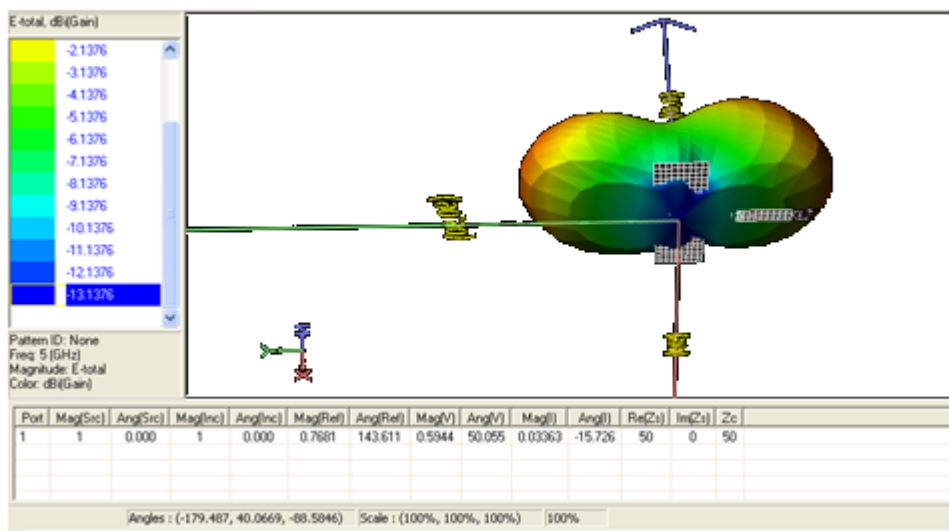 E-total, dBi(Gain)
-2.1376
-3.1376
-4.1376
-5.1376
-6.1376
-7.1376
-8.1376
-9.1376
-10.1376
-11.1376
-12.1376
-13.1376
Pattern ID: None
Freq: 5 (GHz)
Magnitude: E-total
Color: dBi(Gain)
Port Mag(Src) Ang(Src) Mag(Inc) Ang(Inc) Mag(Ref) Ang(Ref) Mag(V) Ang(V) Mag(I) Ang(I) Re(Zs) Im(Zs) Zc
1 1 0.000 1 0.000 0.7681 143.611 0.5944 50.055 0.03363 -15.726 50 0 50
Angles : (-179.487, 40.0669, -88.5846) Scale : (100%, 100%, 100%) 100%